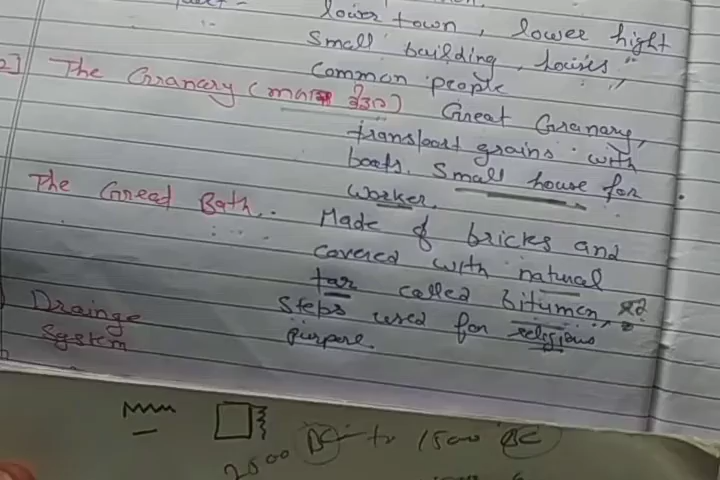 lower town, lower hight
small building, houses,
common people
2] The Granary ( ) Great Granary,
transport grains with
boats. Small house for
worker.
The Gread Bath.. Made of bricks and
covered with natural
tar called Bitumen,
Drainge steps used for religious
System purpore.
2500 BC to 1500 BC